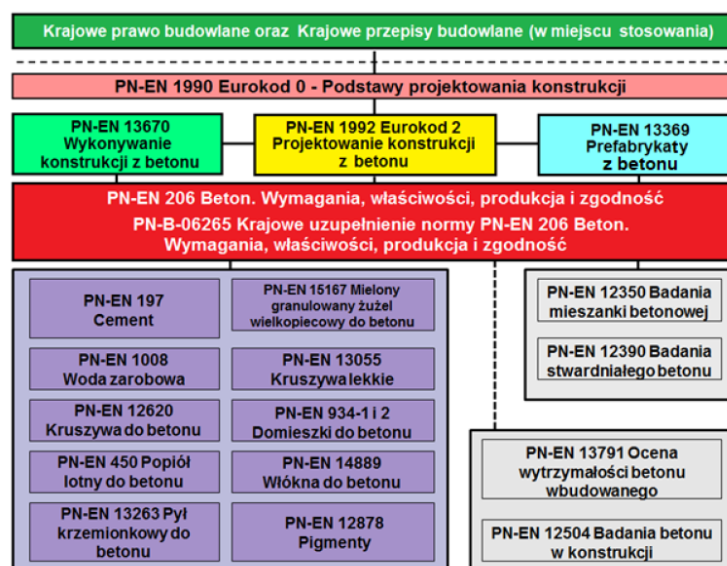 Krajowe prawo budowlane oraz Krajowe przepisy budowlane (w miejscu stosowania)
PN-EN 1990 Eurokod 0 - Podstawy projektowania konstrukcji
PN-EN 13670
Wykonywanie
konstrukcji z betonu
PN-EN 1992 Eurokod 2
Projektowanie konstrukcji
z betonu
PN-EN 13369
Prefabrykaty
z betonu
PN-EN 206 Beton. Wymagania, właściwości, produkcja i zgodność
PN-B-06265 Krajowe uzupełnienie normy PN-EN 206 Beton.
Wymagania, właściwości, produkcja i zgodność
PN-EN 197
Cement
PN-EN 15167 Mielony
granulowany żużel
wielkopiecowy do betonu
PN-EN 1008
Woda zarobowa
PN-EN 13055
Kruszywa lekkie
PN-EN 12620
Kruszywa do betonu
PN-EN 934-1 i 2
Domieszki do betonu
PN-EN 450 Popiół
lotny do betonu
PN-EN 14889
Włókna do betonu
PN-EN 13263 Pył
krzemionkowy do
betonu
PN-EN 12878
Pigmenty
PN-EN 12350 Badania
mieszanki betonowej
PN-EN 12390 Badania
stwardniałego betonu
PN-EN 13791 Ocena
wytrzymałości betonu
wbudowanego
PN-EN 12504 Badania betonu
w konstrukcji